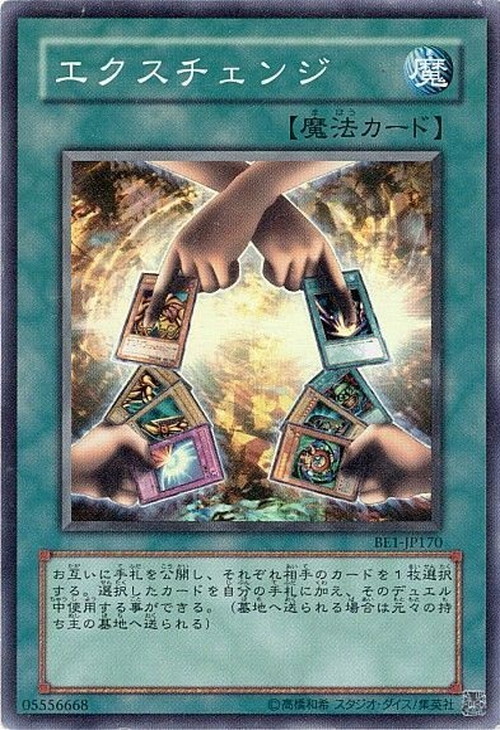 エクスチェンジ
魔
【魔法カード】
BE1-JP170
お互いに手札を公開し、それぞれ相手のカードを1枚選択
する。選択したカードを自分の手札に加え、そのデュエル
中使用する事ができる。(墓地へ送られる場合は元々の持
ち主の墓地へ送られる)
05556668
©高橋和希 スタジオ・ダイス/集英社